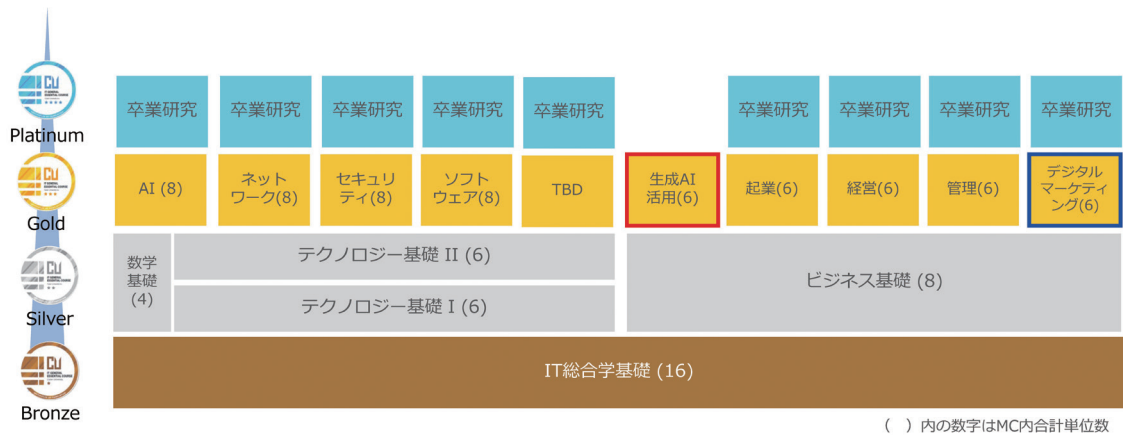 CU
Platinum
卒業研究
卒業研究
卒業研究
卒業研究
卒業研究
卒業研究
卒業研究
卒業研究
卒業研究
CU
Gold
AI (8)
ネット
ワーク(8)
セキュリ
ティ(8)
ソフト
ウェア(8)
TBD
生成AI
活用(6)
起業(6)
経営(6)
管理(6)
デジタル
マーケティ
ング(6)
CU
Silver
数学
基礎
(4)
テクノロジー基礎 II (6)
テクノロジー基礎 I (6)
ビジネス基礎 (8)
CU
Bronze
IT総合学基礎 (16)
(　) 内の数字はMC内合計単位数